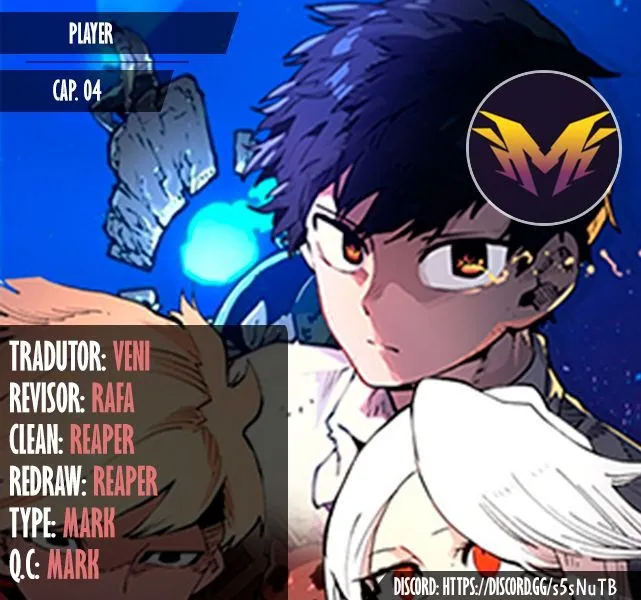 PLAYER
CAP. 04
M
TRADUTOR: VENI
REVISOR: RAFA
CLEAN: REAPER
REDRAW: REAPER
TYPE: MARK
Q.C: MARK
DISCORD: HTTPS://DISCORD.GG/s5sNuTB